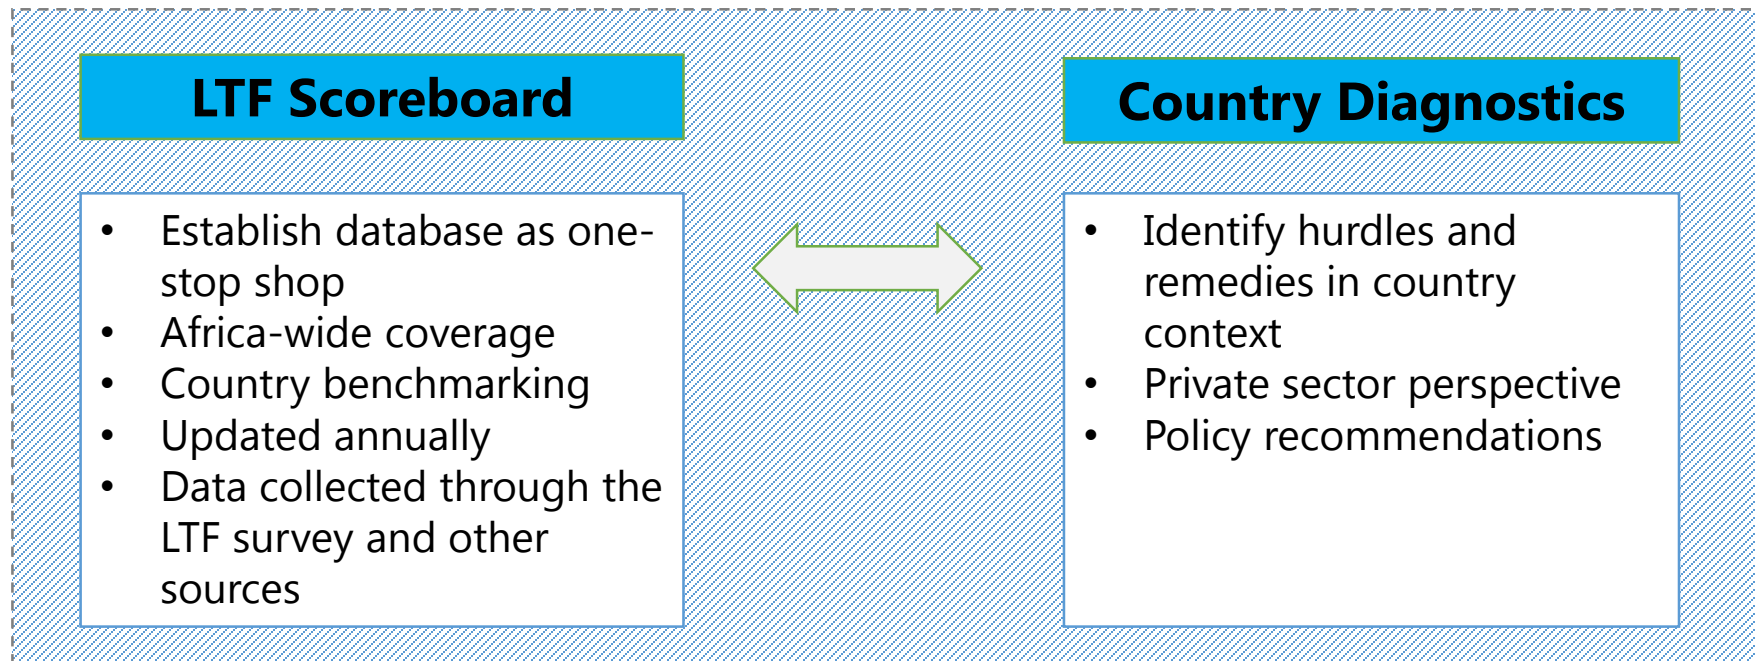 LTF Scoreboard
• Establish database as one-
stop shop
• Africa-wide coverage
• Country benchmarking
• Updated annually
• Data collected through the
LTF survey and other
sources
Country Diagnostics
• Identify hurdles and
remedies in country
context
• Private sector perspective
• Policy recommendations